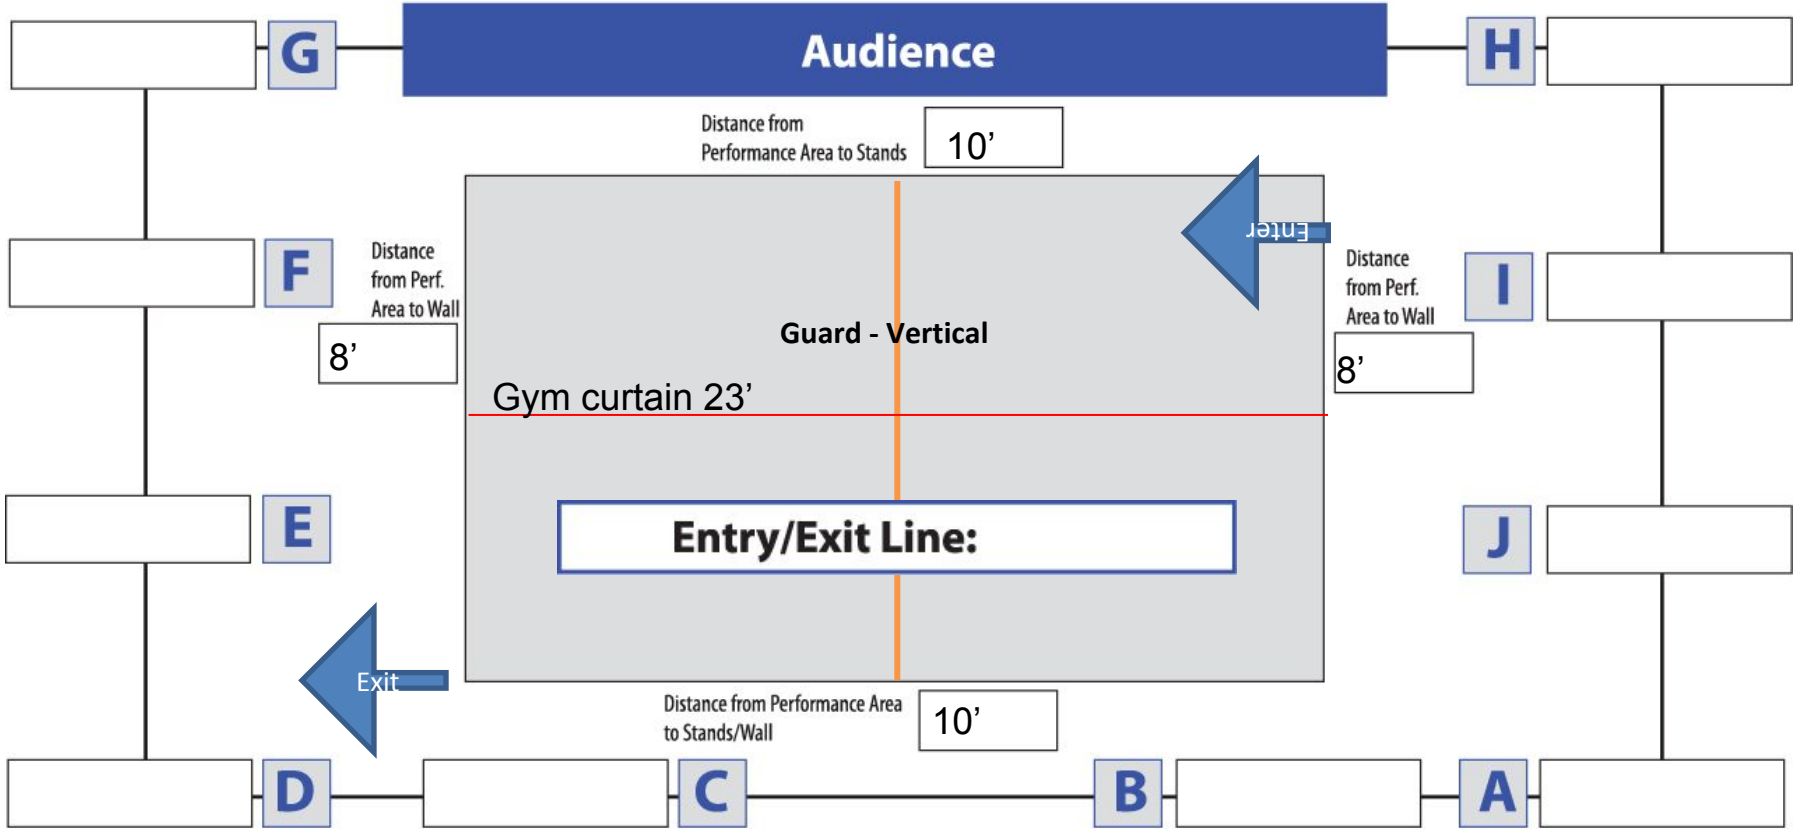 G
Audience
H
Distance from
Performance Area to Stands
10’
Enter
F
Distance
from Perf.
Area to Wall
8’
Distance
from Perf.
Area to Wall
8’
I
Guard - Vertical
Gym curtain 23’
E
Entry/Exit Line:
J
Exit
Distance from Performance Area
to Stands/Wall
10’
D
C
B
A